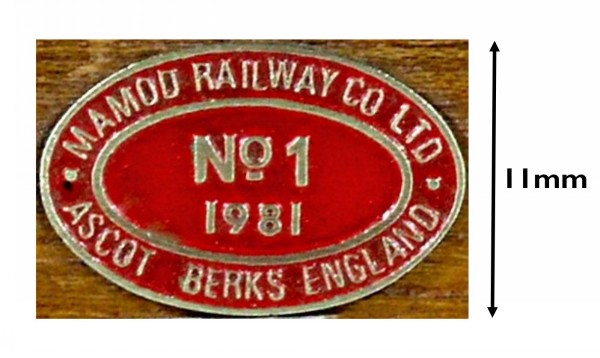 MAMOD RAILWAY CO LTD
Nº 1
1981
ASCOT BERKS ENGLAND
11mm